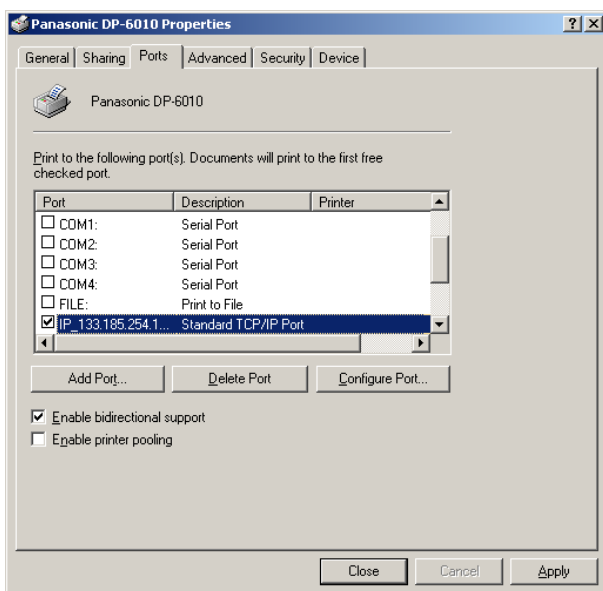 Panasonic DP-6010 Properties
General Sharing Ports Advanced Security Device
Panasonic DP-6010
Print to the following port(s). Documents will print to the first free
checked port.
Port Description Printer
COM1: Serial Port
COM2: Serial Port
COM3: Serial Port
COM4: Serial Port
FILE: Print to File
IP_133.185.254.1... Standard TCP/IP Port
Add Port... Delete Port Configure Port...
Enable bidirectional support
Enable printer pooling
Close Cancel Apply